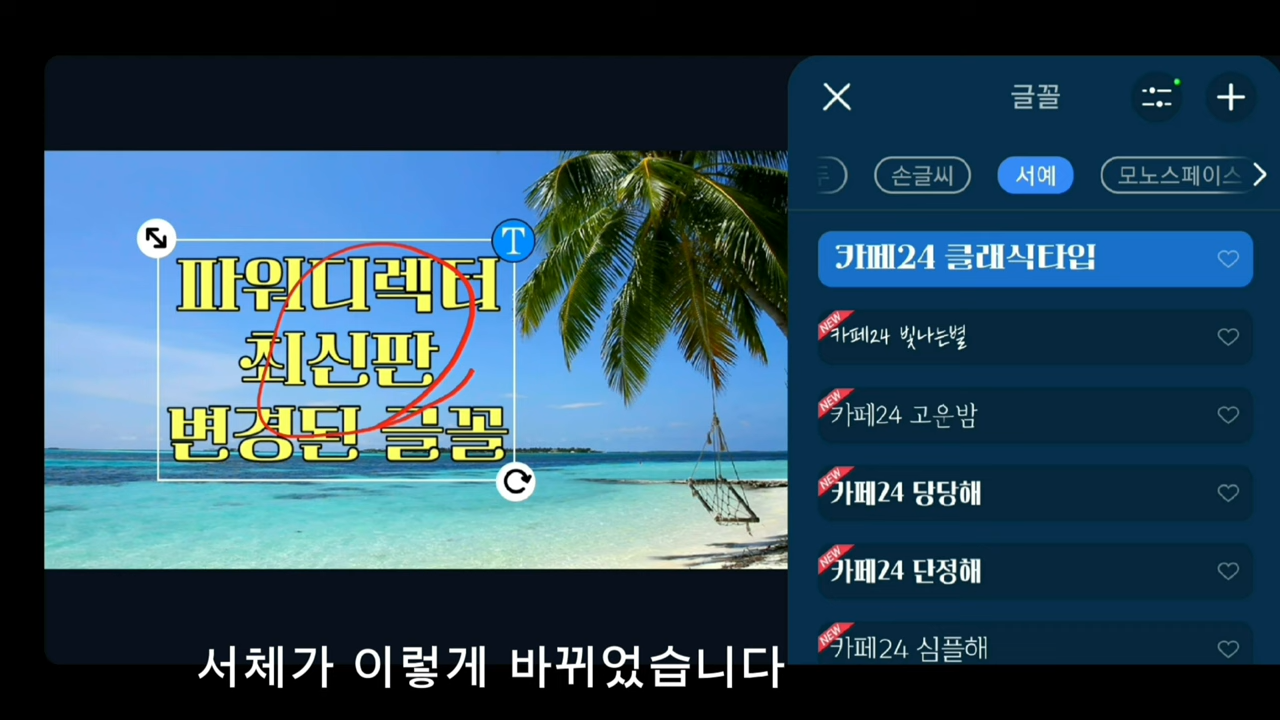 글꼴
손글씨
서예
모노스페이스
파워디렉터
최신판
변경된 글꼴
T
카페24 클래식타입
NEW
카페24 빛나는별
NEW
카페24 고운밤
NEW
카페24 당당해
NEW
카페24 단정해
NEW
카페24 심플해
서체가 이렇게 바뀌었습니다